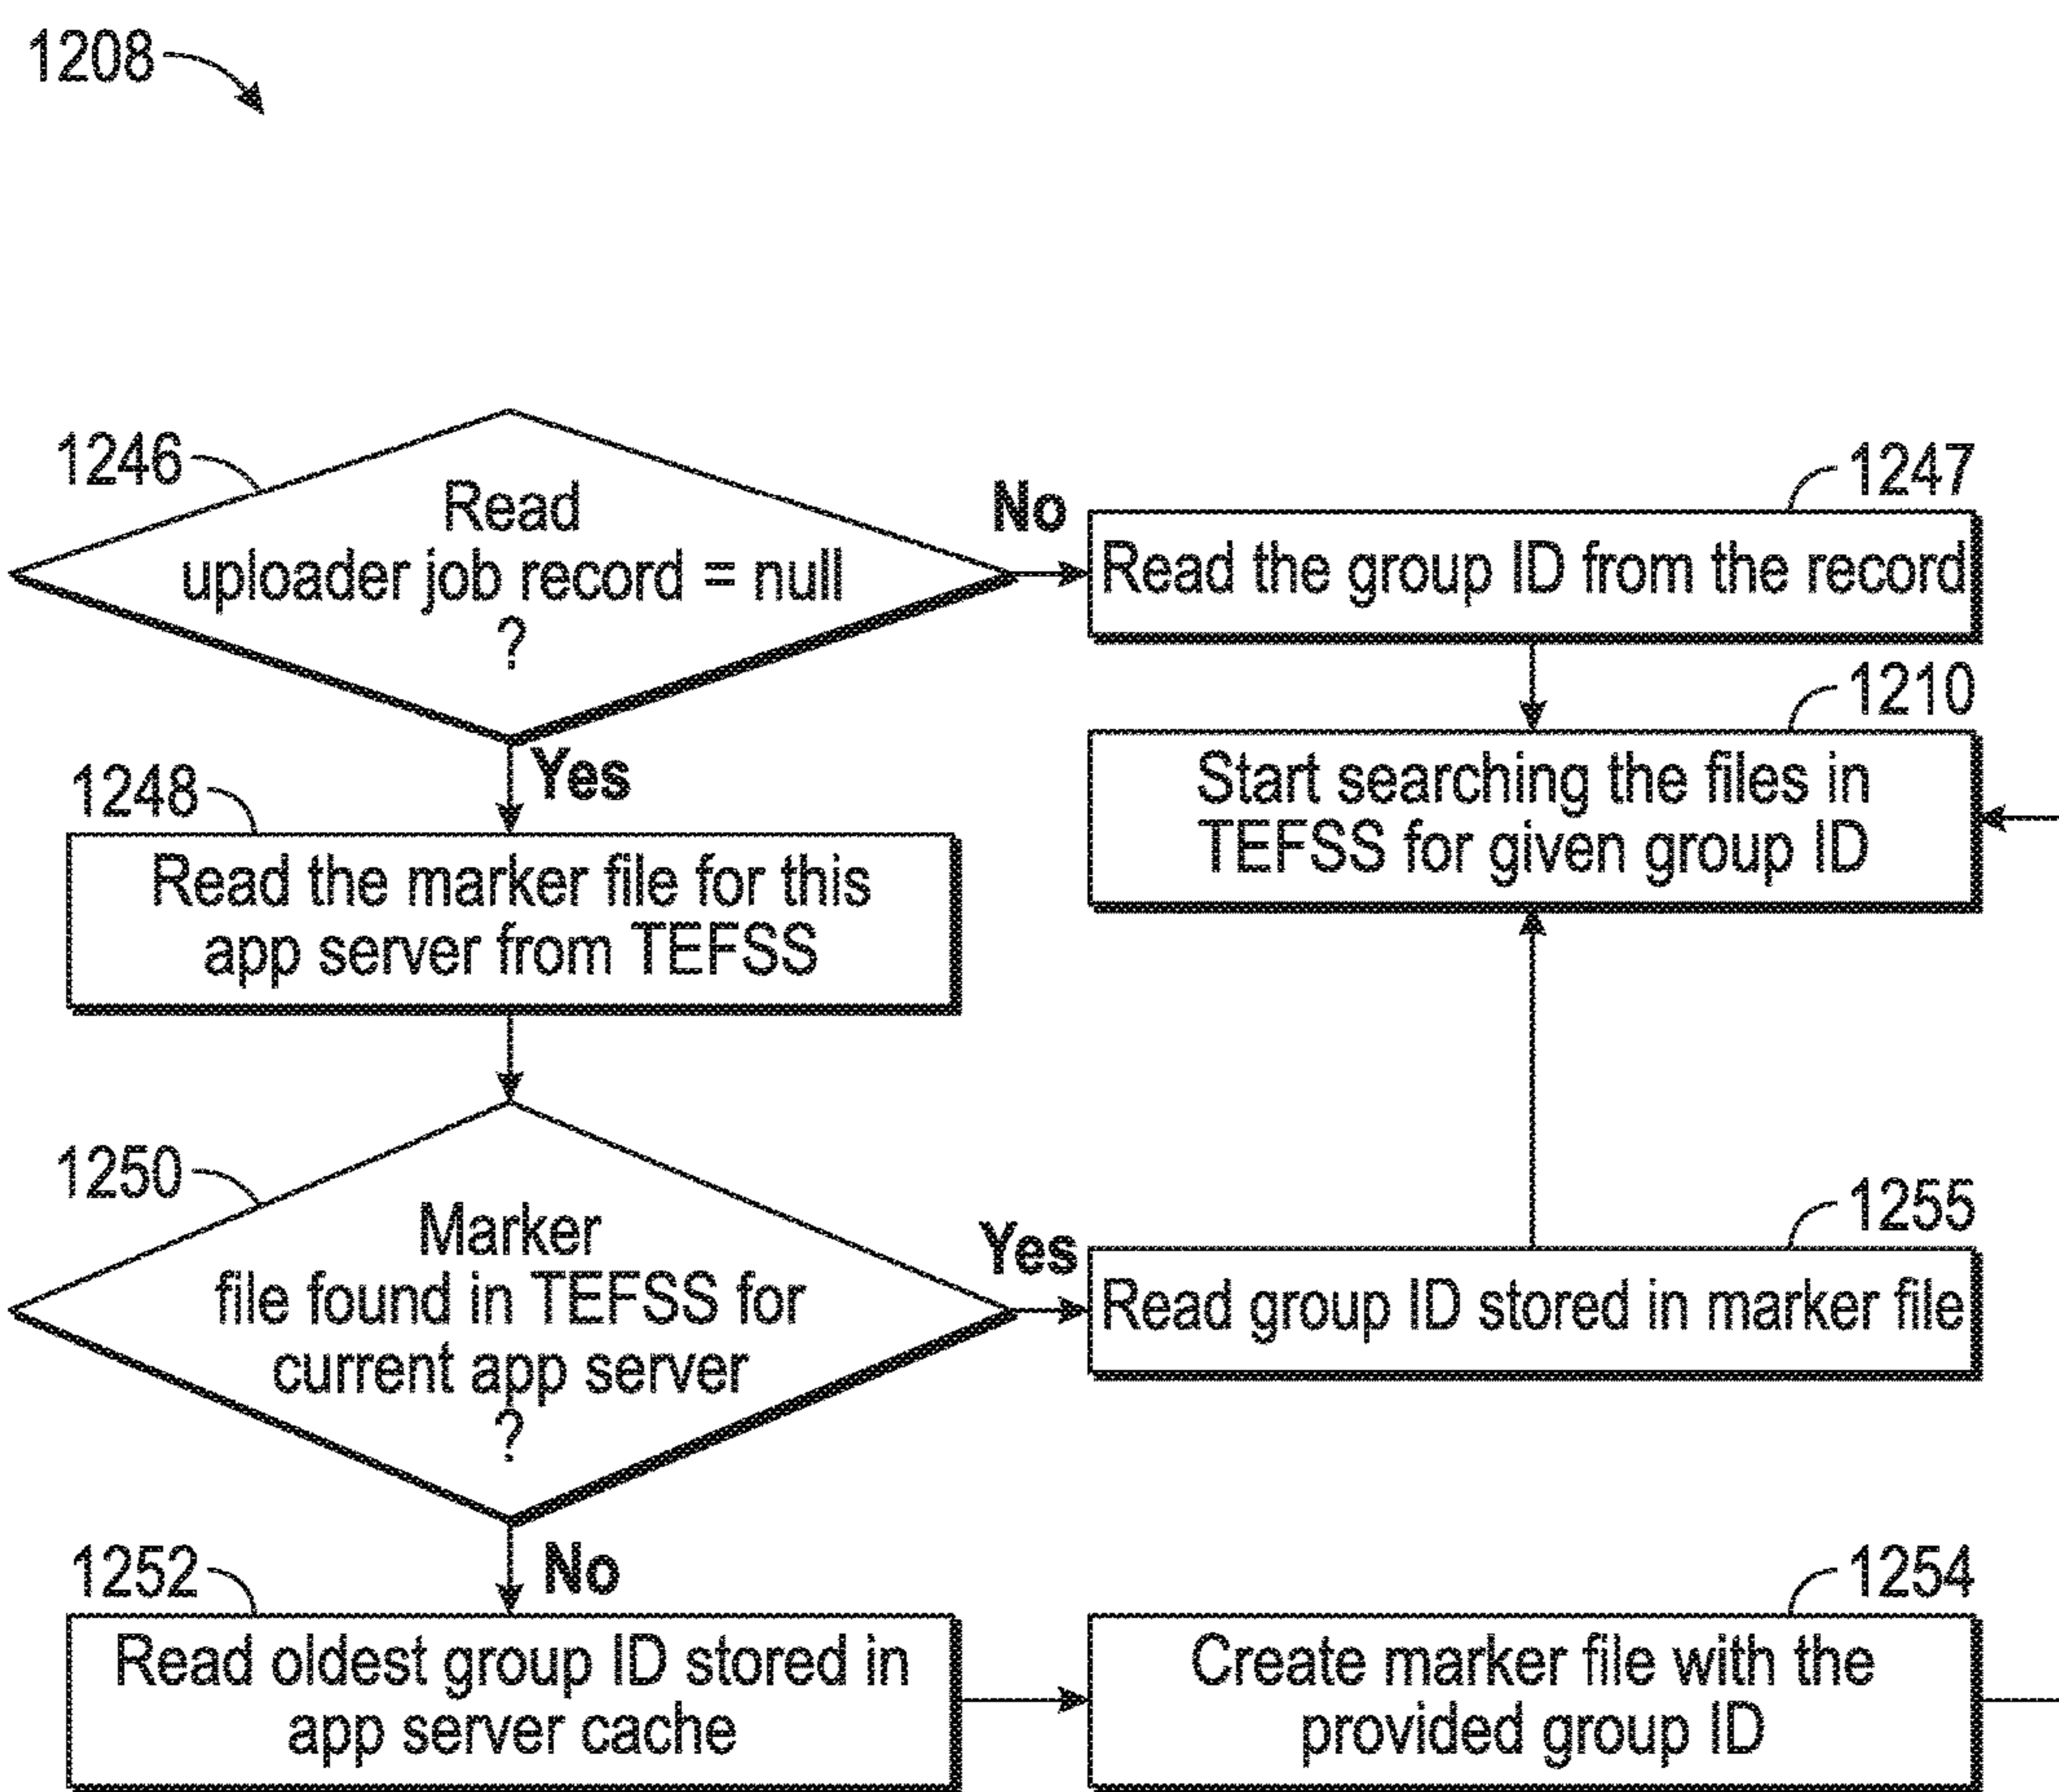 1208
1246
Read
uploader job record = null
?
No
1247
Read the group ID from the record
Yes
1210
Start searching the files in
TEFSS for given group ID
1248
Read the marker file for this
app server from TEFSS
1250
Marker
file found in TEFSS for
current app server
?
Yes
1255
Read group ID stored in marker file
No
1252
Read oldest group ID stored in
app server cache
1254
Create marker file with the
provided group ID